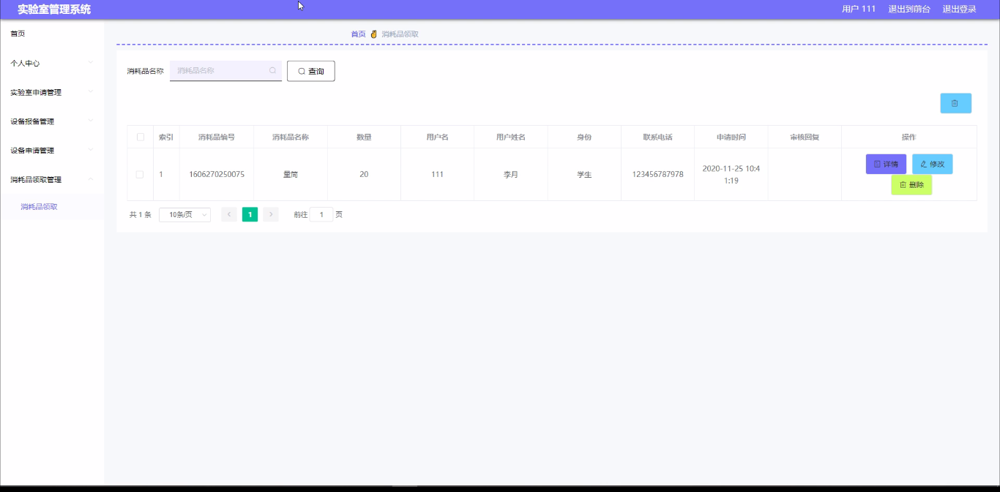 实验室管理系统
用户 111 退出到前台 退出登录
首页
个人中心
实验室申请管理
设备报备管理
设备申请管理
消耗品领取管理
消耗品领取
首页 消耗品领取
消耗品名称 消耗品名称 查询
索引 消耗品编号 消耗品名称 数量 用户名 用户姓名 身份 联系电话 申请时间 审核回复 操作
1 1606270250075 量筒 20 111 李月 学生 123456787978 2020-11-25 10:4
1:19
详情 修改
删除
共 1 条 10条/页 1 前往 1 页